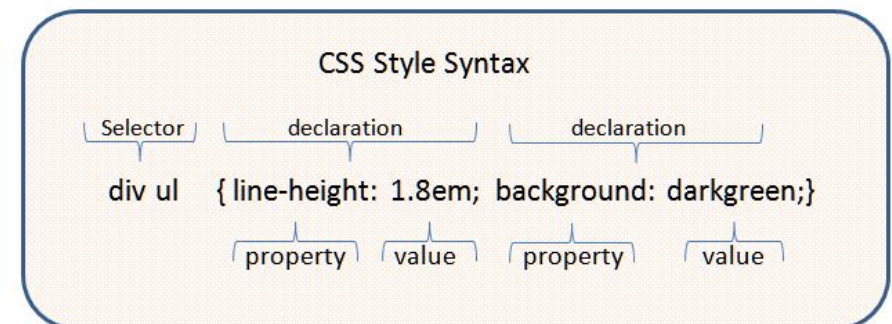 CSS Style Syntax
Selector declaration declaration
div ul { line-height: 1.8em; background: darkgreen;}
property value property value